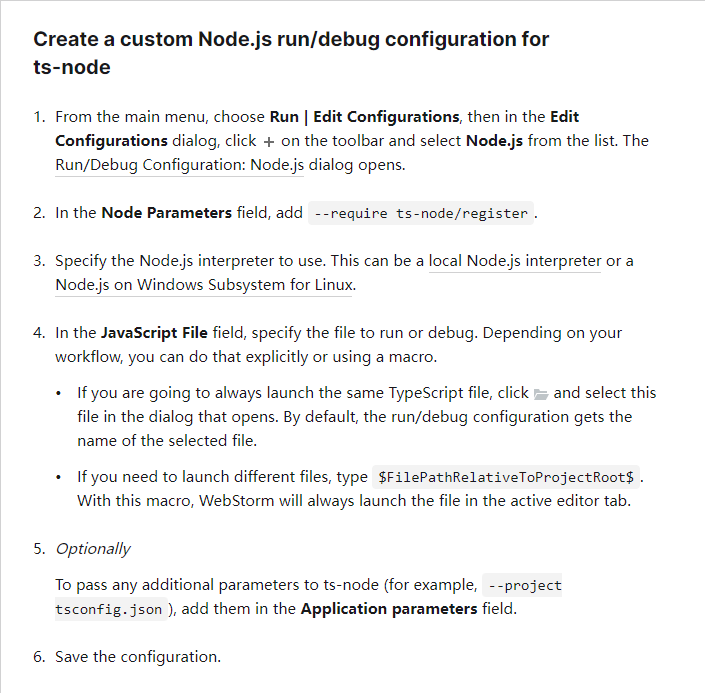 Create a custom Node.js run/debug configuration for
ts-node
1. From the main menu, choose Run | Edit Configurations, then in the Edit
Configurations dialog, click + on the toolbar and select Node.js from the list. The
Run/Debug Configuration: Node.js dialog opens.
2. In the Node Parameters field, add --require ts-node/register.
3. Specify the Node.js interpreter to use. This can be a local Node.js interpreter or a
Node.js on Windows Subsystem for Linux.
4. In the JavaScript File field, specify the file to run or debug. Depending on your
workflow, you can do that explicitly or using a macro.
• If you are going to always launch the same TypeScript file, click and select this
file in the dialog that opens. By default, the run/debug configuration gets the
name of the selected file.
• If you need to launch different files, type $FilePathRelativeToProjectRoot$.
With this macro, WebStorm will always launch the file in the active editor tab.
5. Optionally
To pass any additional parameters to ts-node (for example, --project
tsconfig.json), add them in the Application parameters field.
6. Save the configuration.